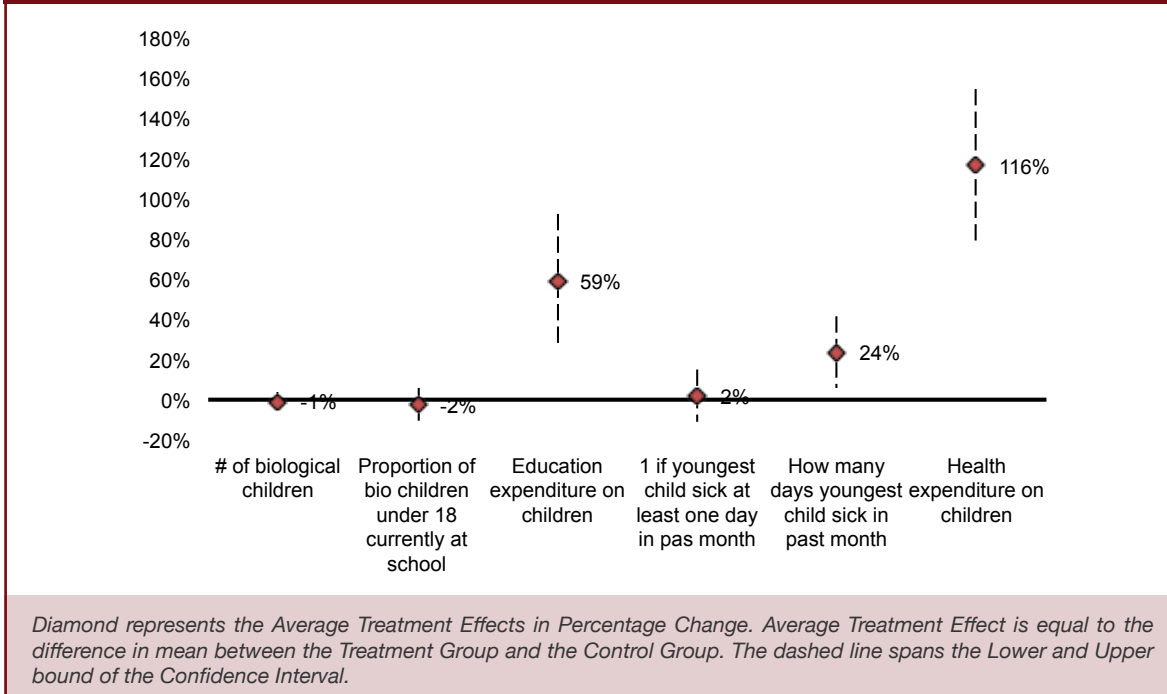 180%
160%
140%
120%
100%
80%
60%
40%
20%
0%
-20%
-1%
-2%
59%
2%
24%
116%
# of biological
children
Proportion of
bio children
under 18
currently at
school
Education
expenditure on
children
1 if youngest
child sick at
least one day
in pas month
How many
days youngest
child sick in
past month
Health
expenditure on
children
Diamond represents the Average Treatment Effects in Percentage Change. Average Treatment Effect is equal to the
difference in mean between the Treatment Group and the Control Group. The dashed line spans the Lower and Upper
bound of the Confidence Interval.